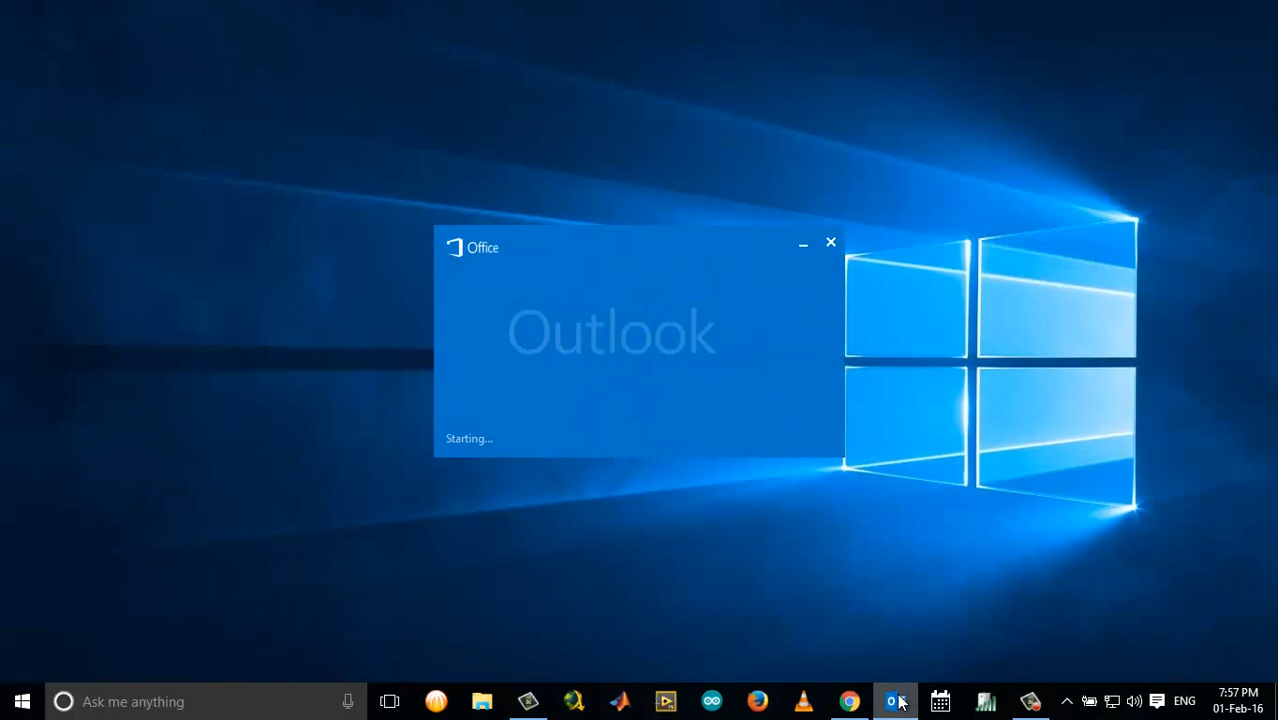 Office
Outlook
Starting...
Ask me anything
ENG
7:57 PM
01-Feb-16